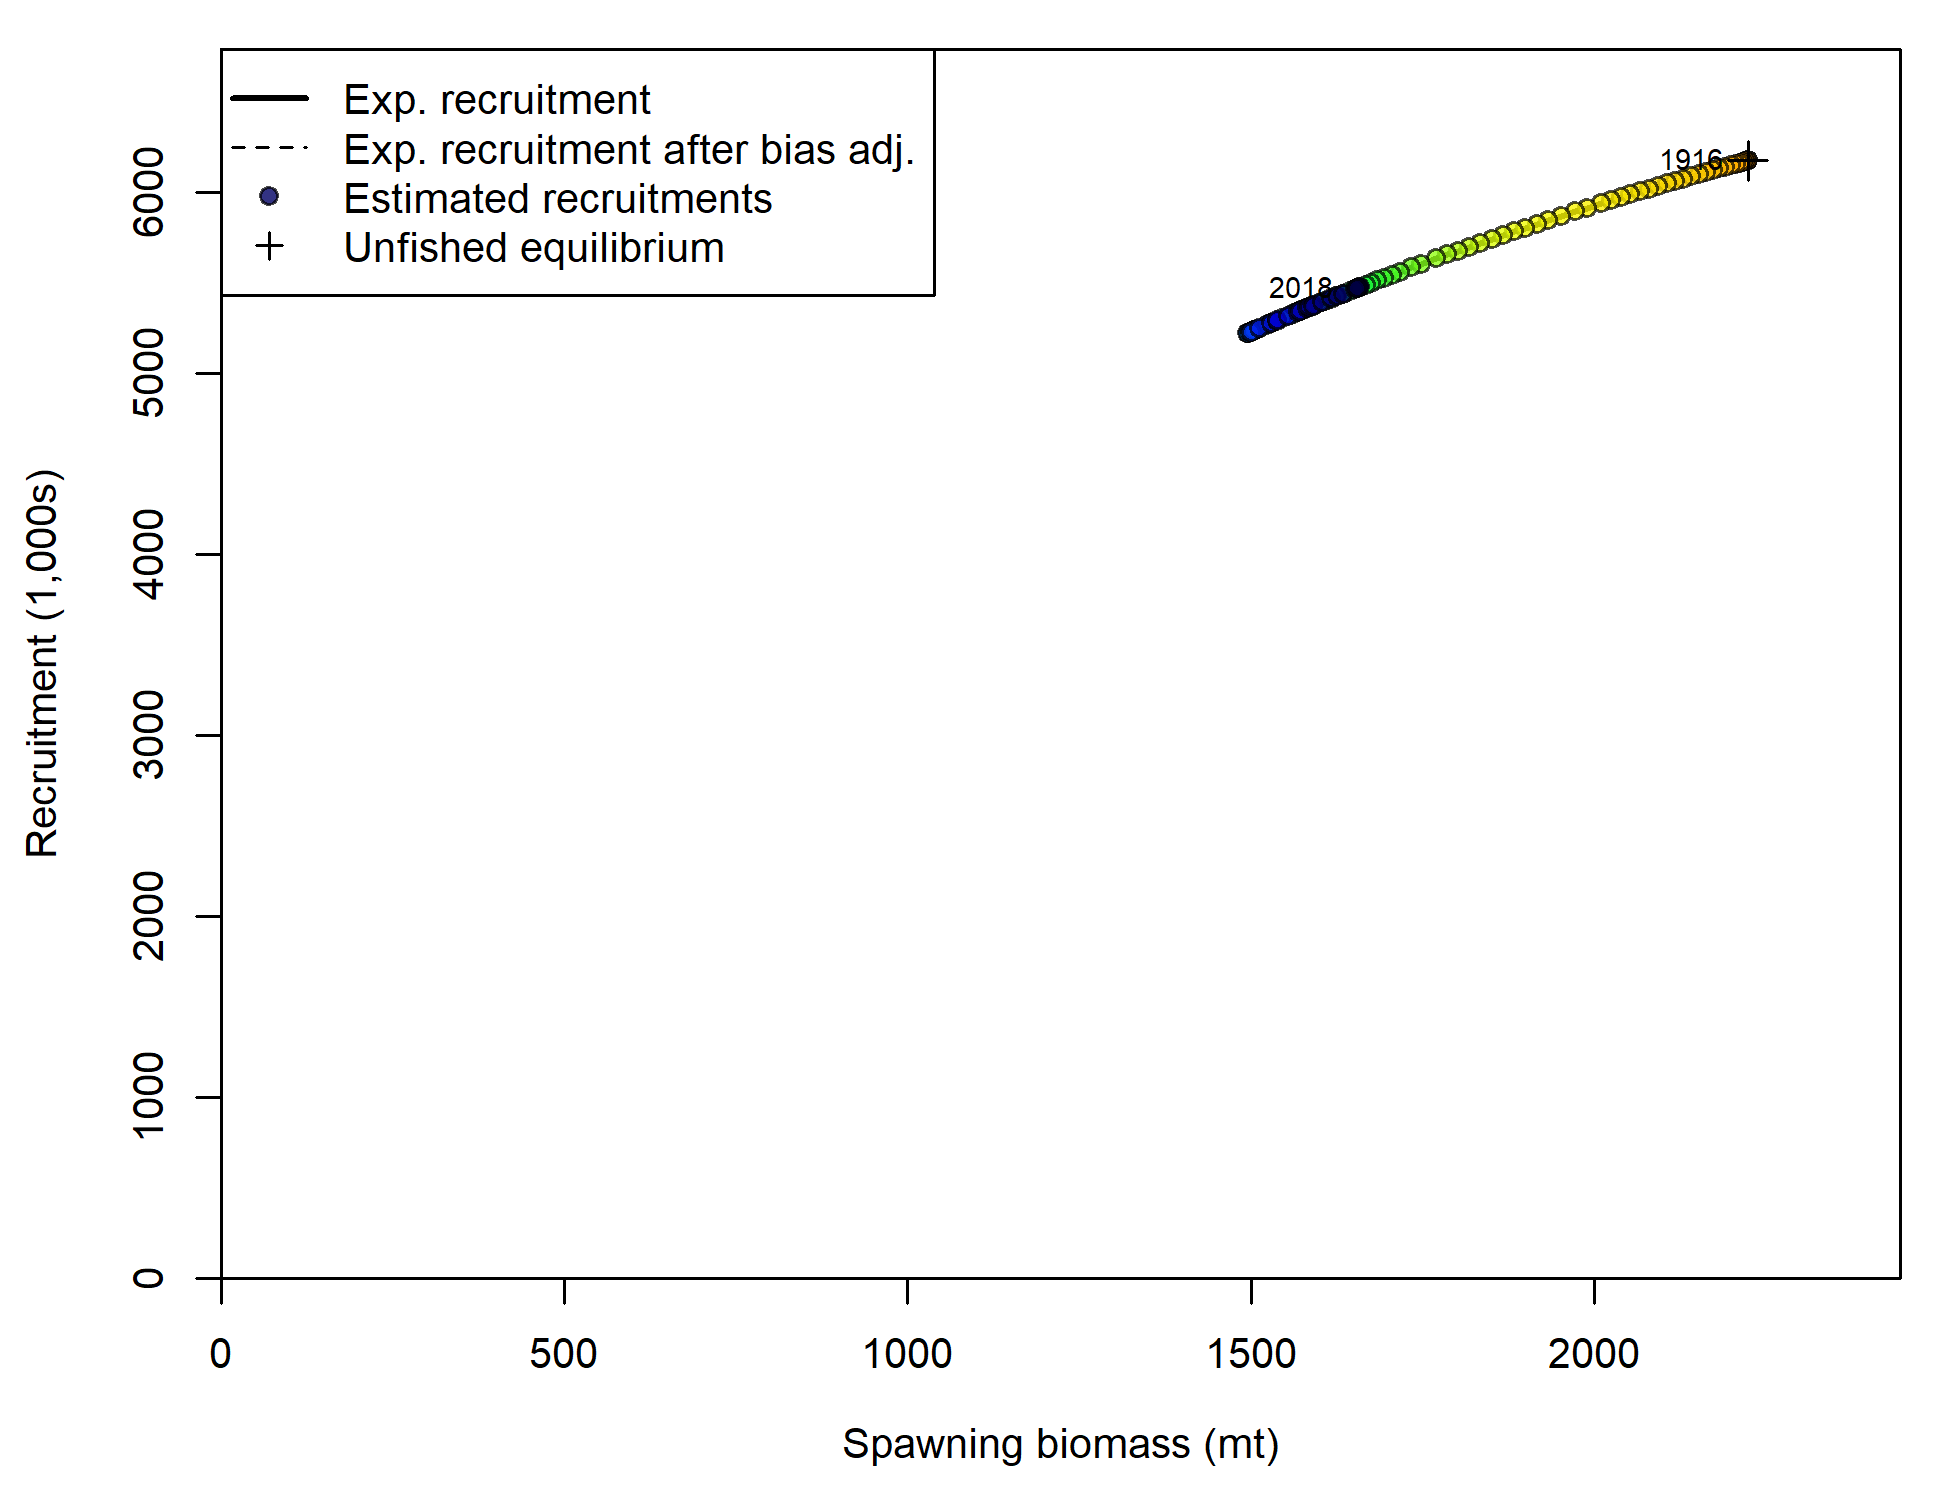 Exp. recruitment
Exp. recruitment after bias adj.
Estimated recruitments
Unfished equilibrium
1916
2018
6000
5000
4000
3000
2000
1000
0
Recruitment (1,000s)
0 500 1000 1500 2000
Spawning biomass (mt)